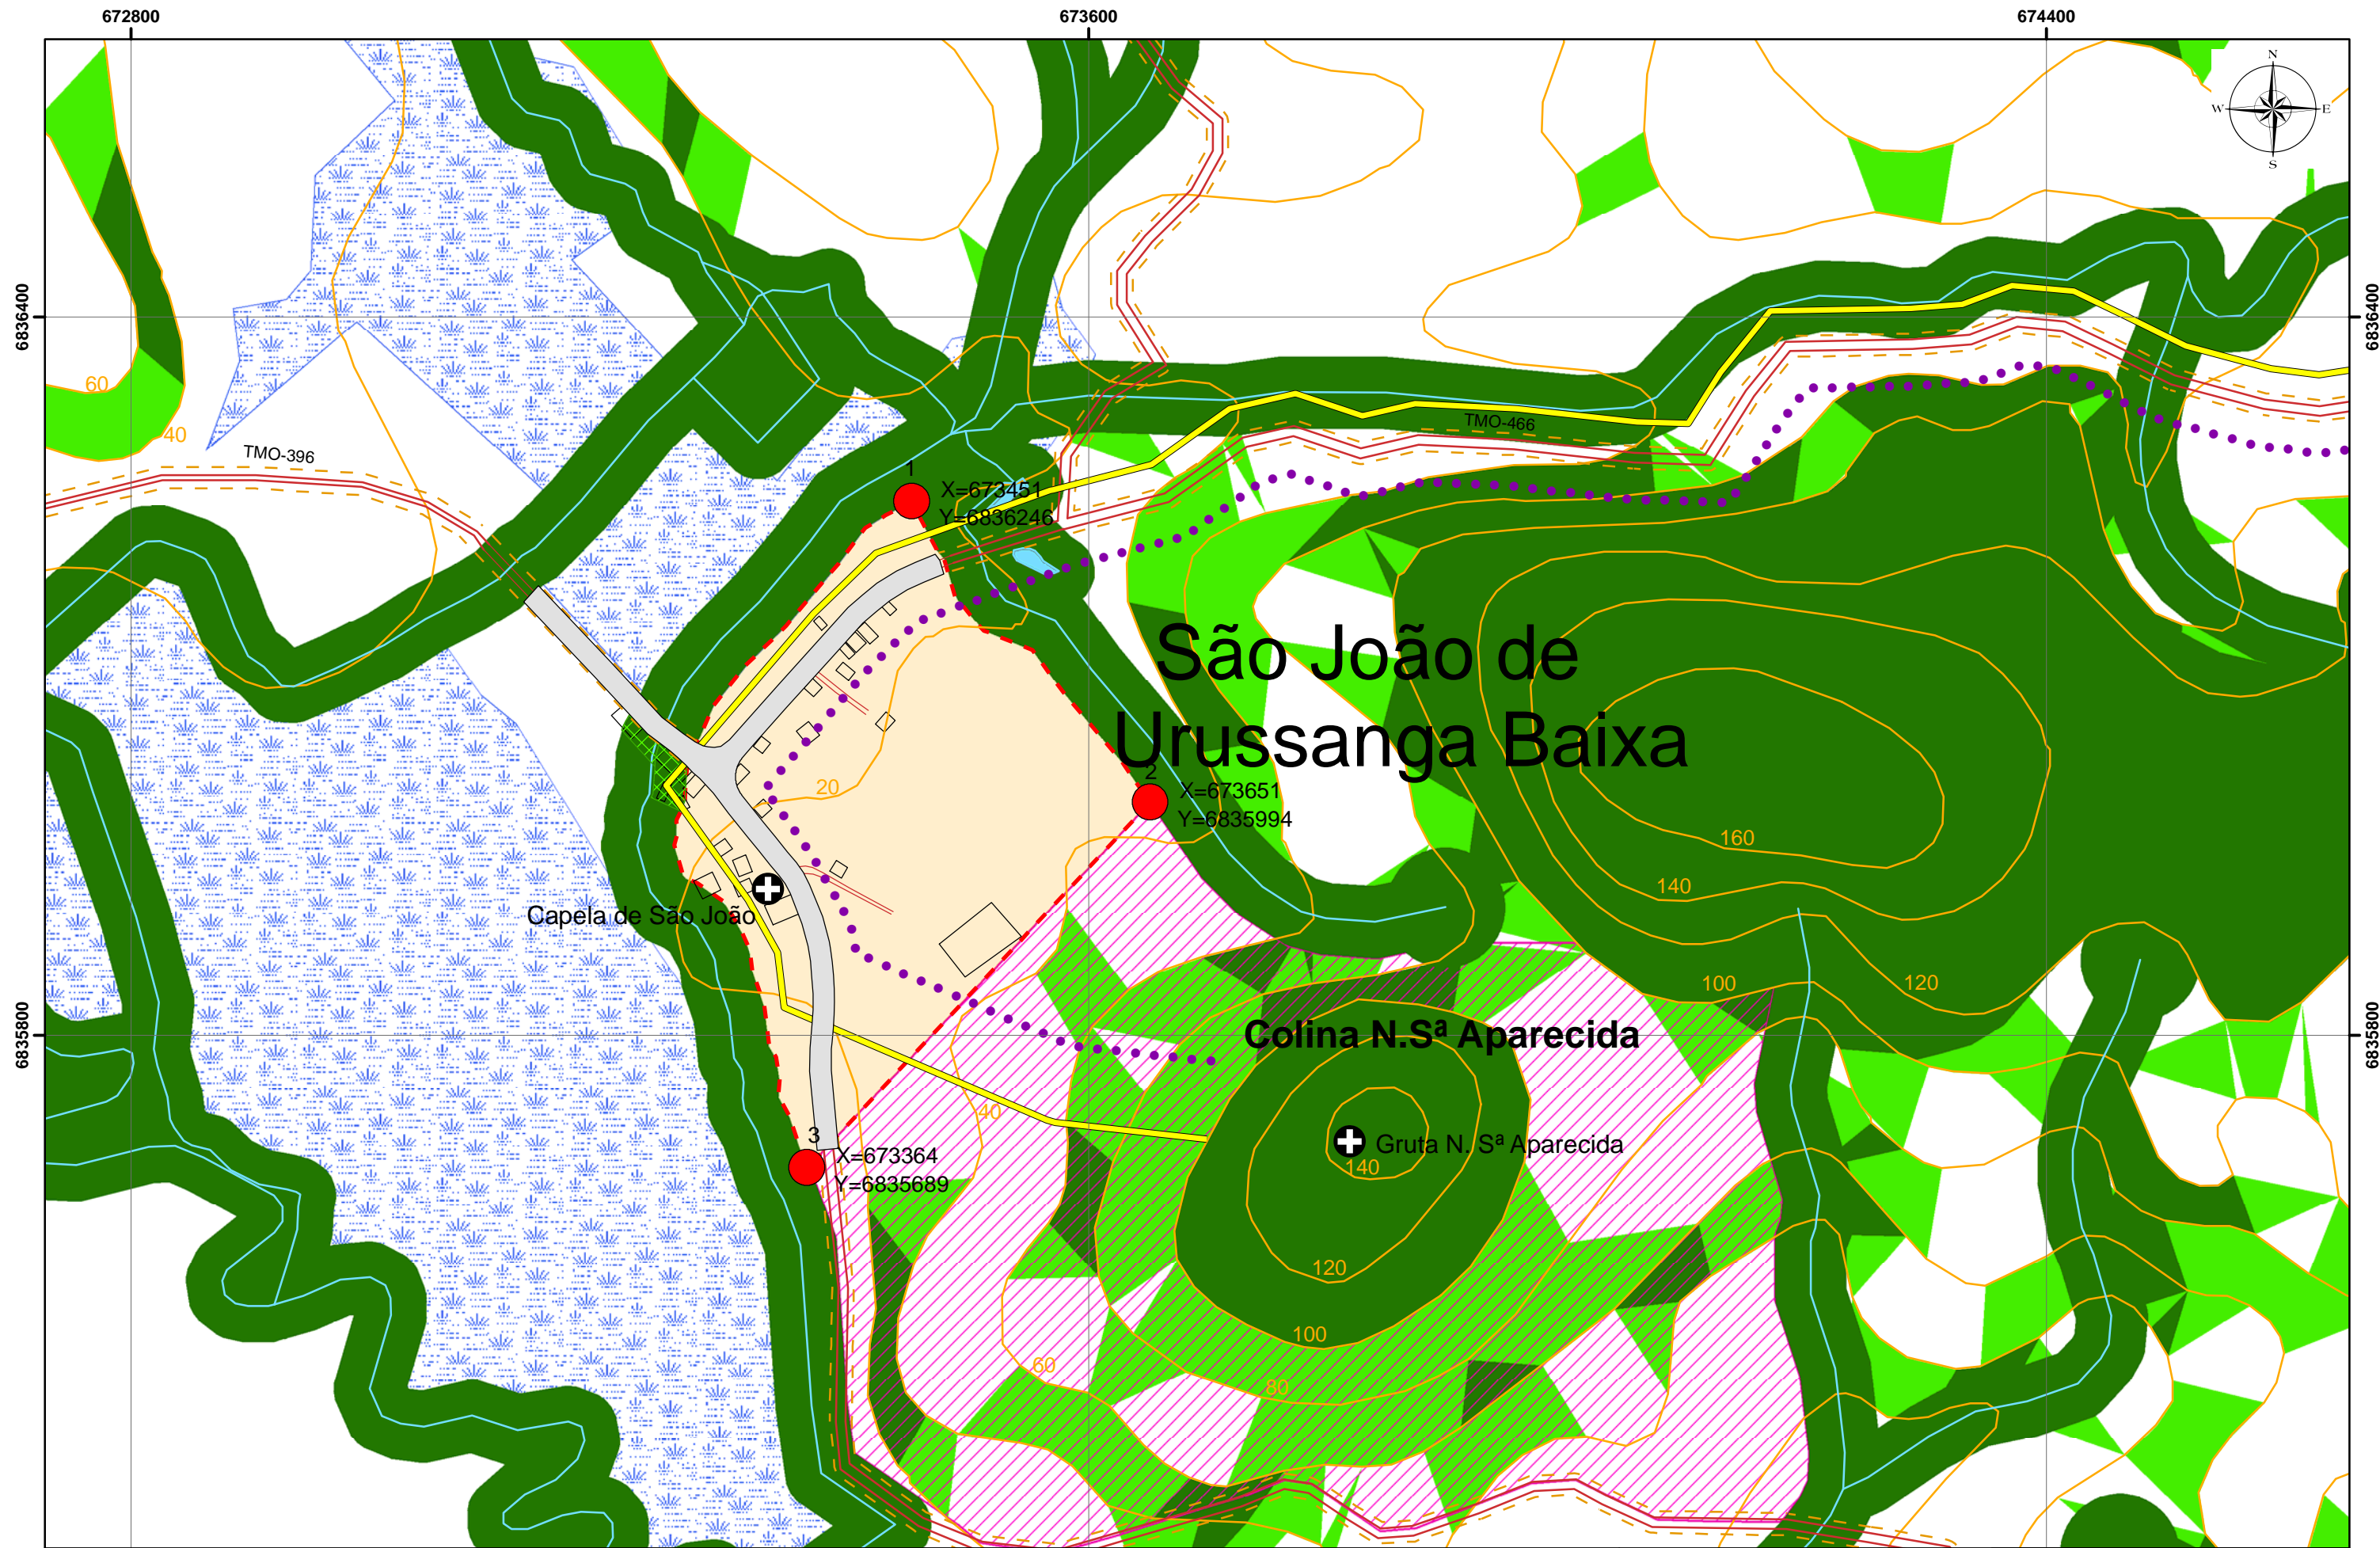 672800
673600
674400
N
W
E
S
6836400
6836400
60
40
TMO-396
TMO-466
1
X=673451
Y=6836246
São João de
Urussanga Baixa
2
X=673651
Y=6835994
20
160
140
Capela de São João
100
120
Colina N.Sª Aparecida
6835800
6835800
40
3
X=673364
Y=6835689
Gruta N. Sª Aparecida
140
120
100
60
80